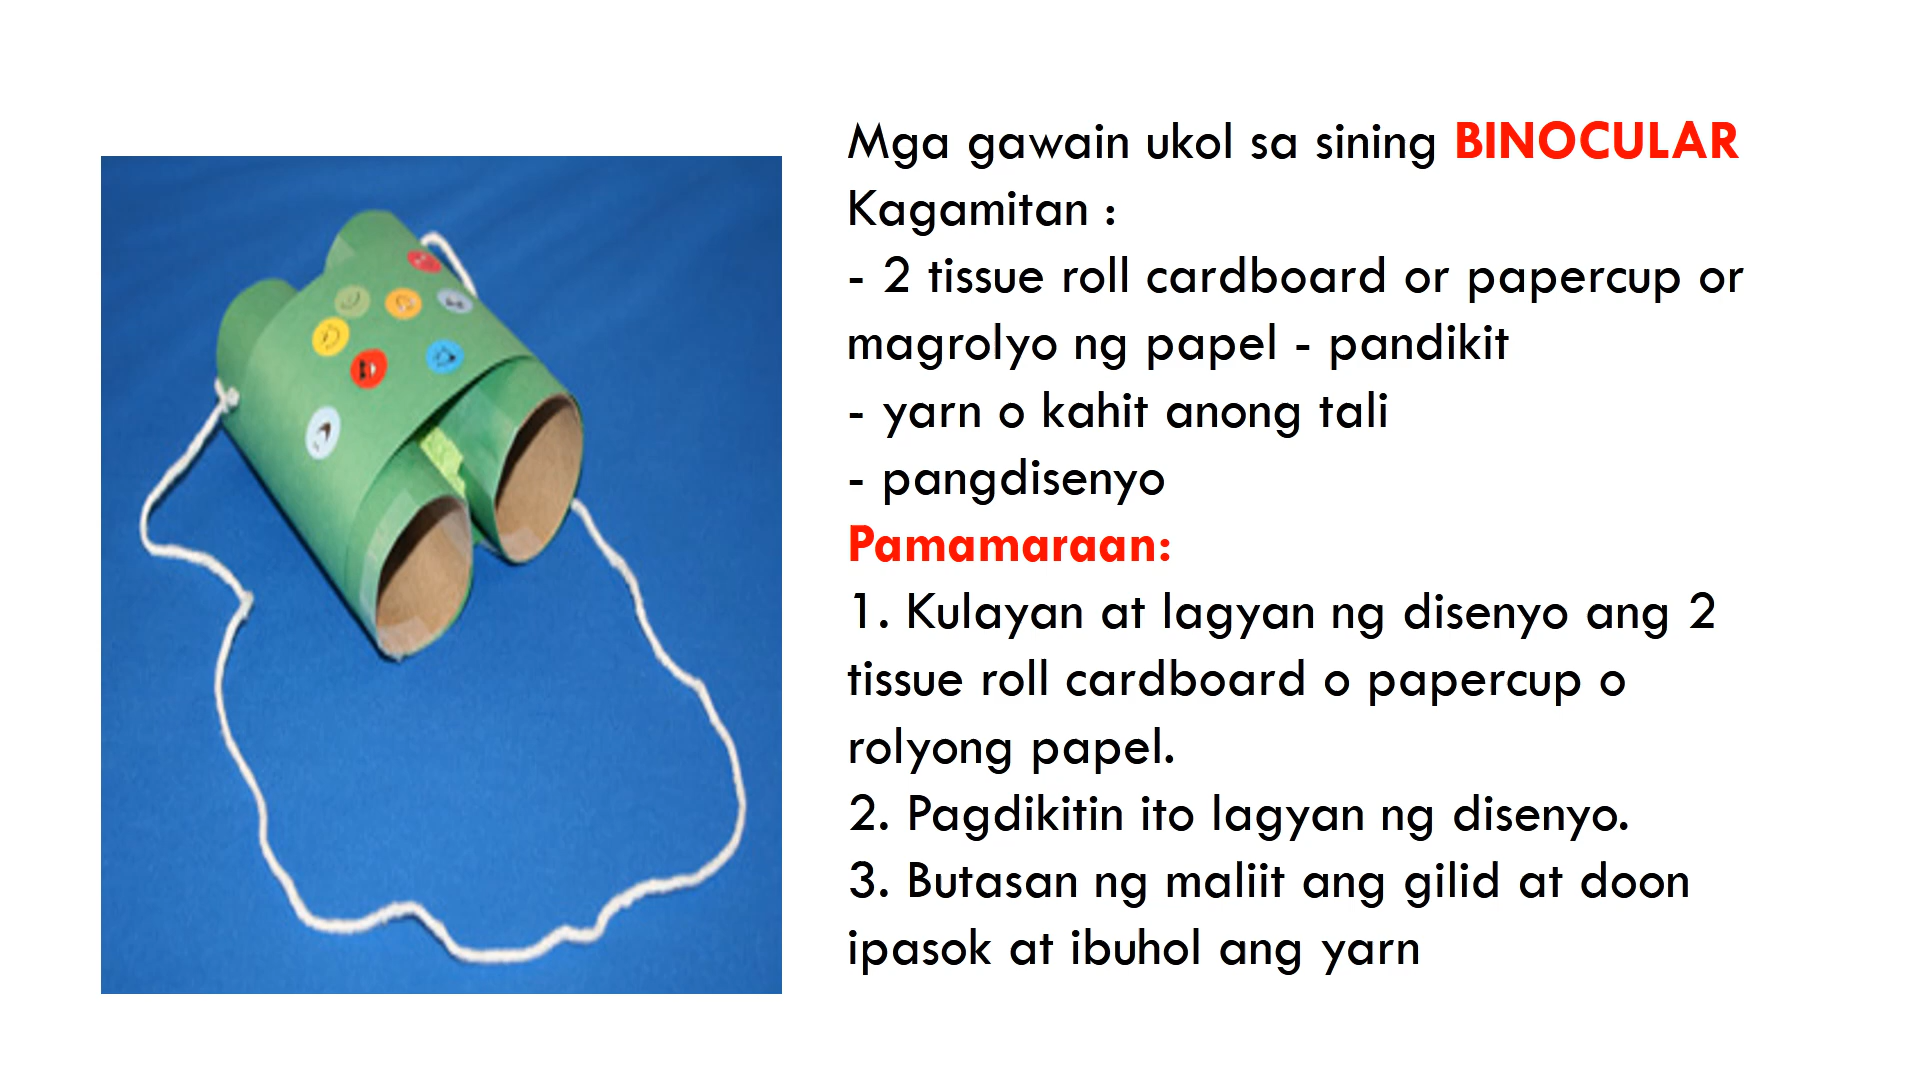 Mga gawain ukol sa sining BINOCULAR
Kagamitan :
- 2 tissue roll cardboard or papercup or
magrolyo ng papel - pandikit
- yarn o kahit anong tali
- pangdisenyo
Pamamaraan:
1. Kulayan at lagyan ng disenyo ang 2
tissue roll cardboard o papercup o
rolyong papel.
2. Pagdikitin ito lagyan ng disenyo.
3. Butasan ng maliit ang gilid at doon
ipasok at ibuhol ang yarn